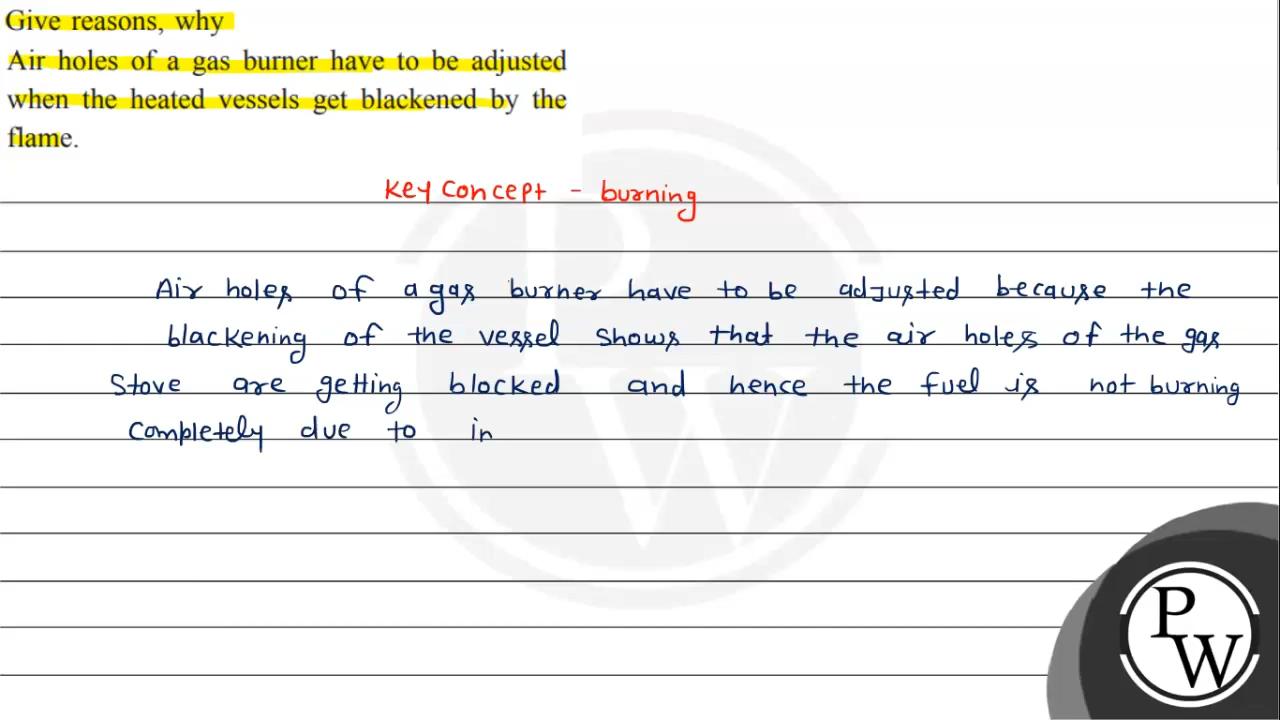 Give reasons, why
Air holes of a gas burner have to be adjusted
when the heated vessels get blackened by the
flame.
Key Concept - burning
Air holes of a gas burner have to be adjusted because the
blackening of the vessel shows that the air holes of the gas
Stove are getting blocked and hence the fuel is not burning
Completely due to in
P
W
P
W